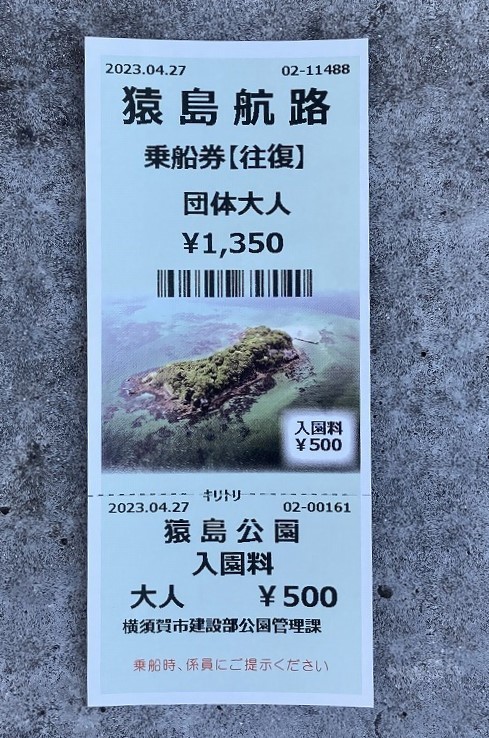 2023.04.27 02-11488
猿島航路
乗船券【往復】
団体大人
¥1,350
入園料
¥500
キリトリ
2023.04.27 02-00161
猿島公園
入園料
大人 ¥500
横須賀市建設部公園管理課
乗船時、係員にご提示ください